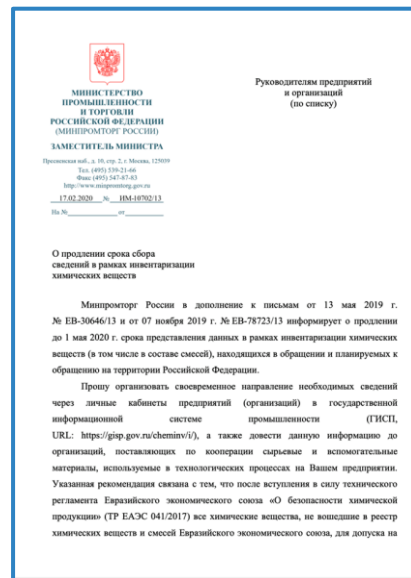 МИНИСТЕРСТВО
ПРОМЫШЛЕННОСТИ
И ТОРГОВЛИ
РОССИЙСКОЙ ФЕДЕРАЦИИ
(МИНПРОМТОРГ РОССИИ)
ЗАМЕСТИТЕЛЬ МИНИСТРА
Пресненская наб., д. 10, стр. 2, г. Москва, 125039
Тел. (495) 539-21-66
Факс (495) 547-87-83
http://www.minpromtorg.gov.ru
17.02.2020 № ИМ-10702/13
На № от
Руководителям предприятий
и организаций
(по списку)
О продлении срока сбора
сведений в рамках инвентаризации
химических веществ
Минпромторг России в дополнение к письмам от 13 мая 2019 г.
№ ЕВ-30646/13 и от 07 ноября 2019 г. № ЕВ-78723/13 информирует о продлении
до 1 мая 2020 г. срока представления данных в рамках инвентаризации химических
веществ (в том числе в составе смесей), находящихся в обращении и планируемых к
обращению на территории Российской Федерации.
Прошу организовать своевременное направление необходимых сведений
через личные кабинеты предприятий (организаций) в государственной
информационной системе промышленности (ГИСП,
URL: https://gisp.gov.ru/cheminv/i/), а также довести данную информацию до
организаций, поставляющих по кооперации сырьевые и вспомогательные
материалы, используемые в технологических процессах на Вашем предприятии.
Указанная рекомендация связана с тем, что после вступления в силу технического
регламента Евразийского экономического союза «О безопасности химической
продукции» (ТР ЕАЭС 041/2017) все химические вещества, не вошедшие в реестр
химических веществ и смесей Евразийского экономического союза, для допуска на